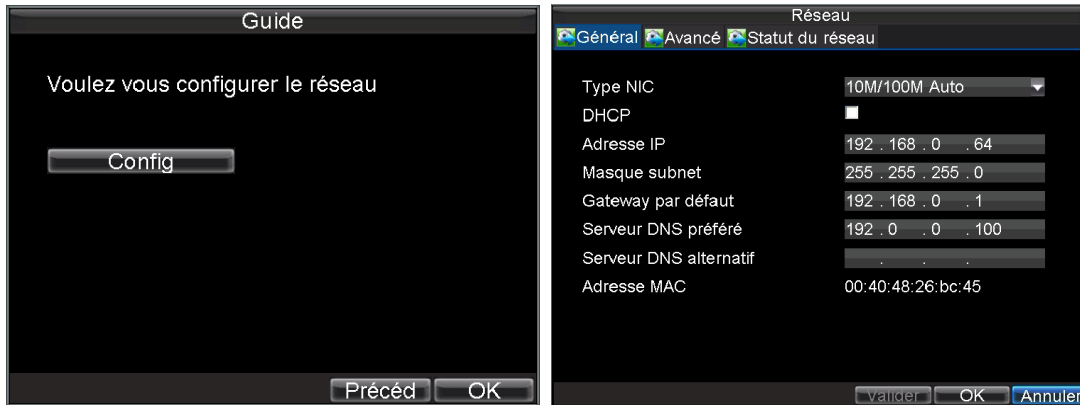 Guide
Voulez vous configurer le réseau
Config
Précéd OK
Réseau
Général Avancé Statut du réseau
Type NIC 10M/100M Auto
DHCP
Adresse IP 192 . 168 . 0 . 64
Masque subnet 255 . 255 . 255 . 0
Gateway par défaut 192 . 168 . 0 . 1
Serveur DNS préféré 192 . 0 . 0 . 100
Serveur DNS alternatif . . .
Adresse MAC 00:40:48:26:bc:45
Valider OK Annuler